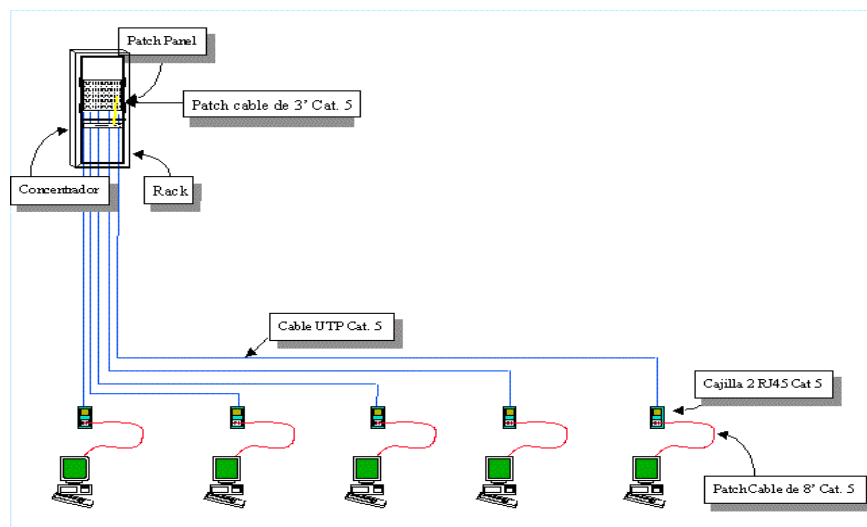 Patch Panel
Patch cable de 3' Cat. 5
Concentrador
Rack
Cable UTP Cat. 5
Cajilla 2 RJ45 Cat 5
PatchCable de 8' Cat. 5